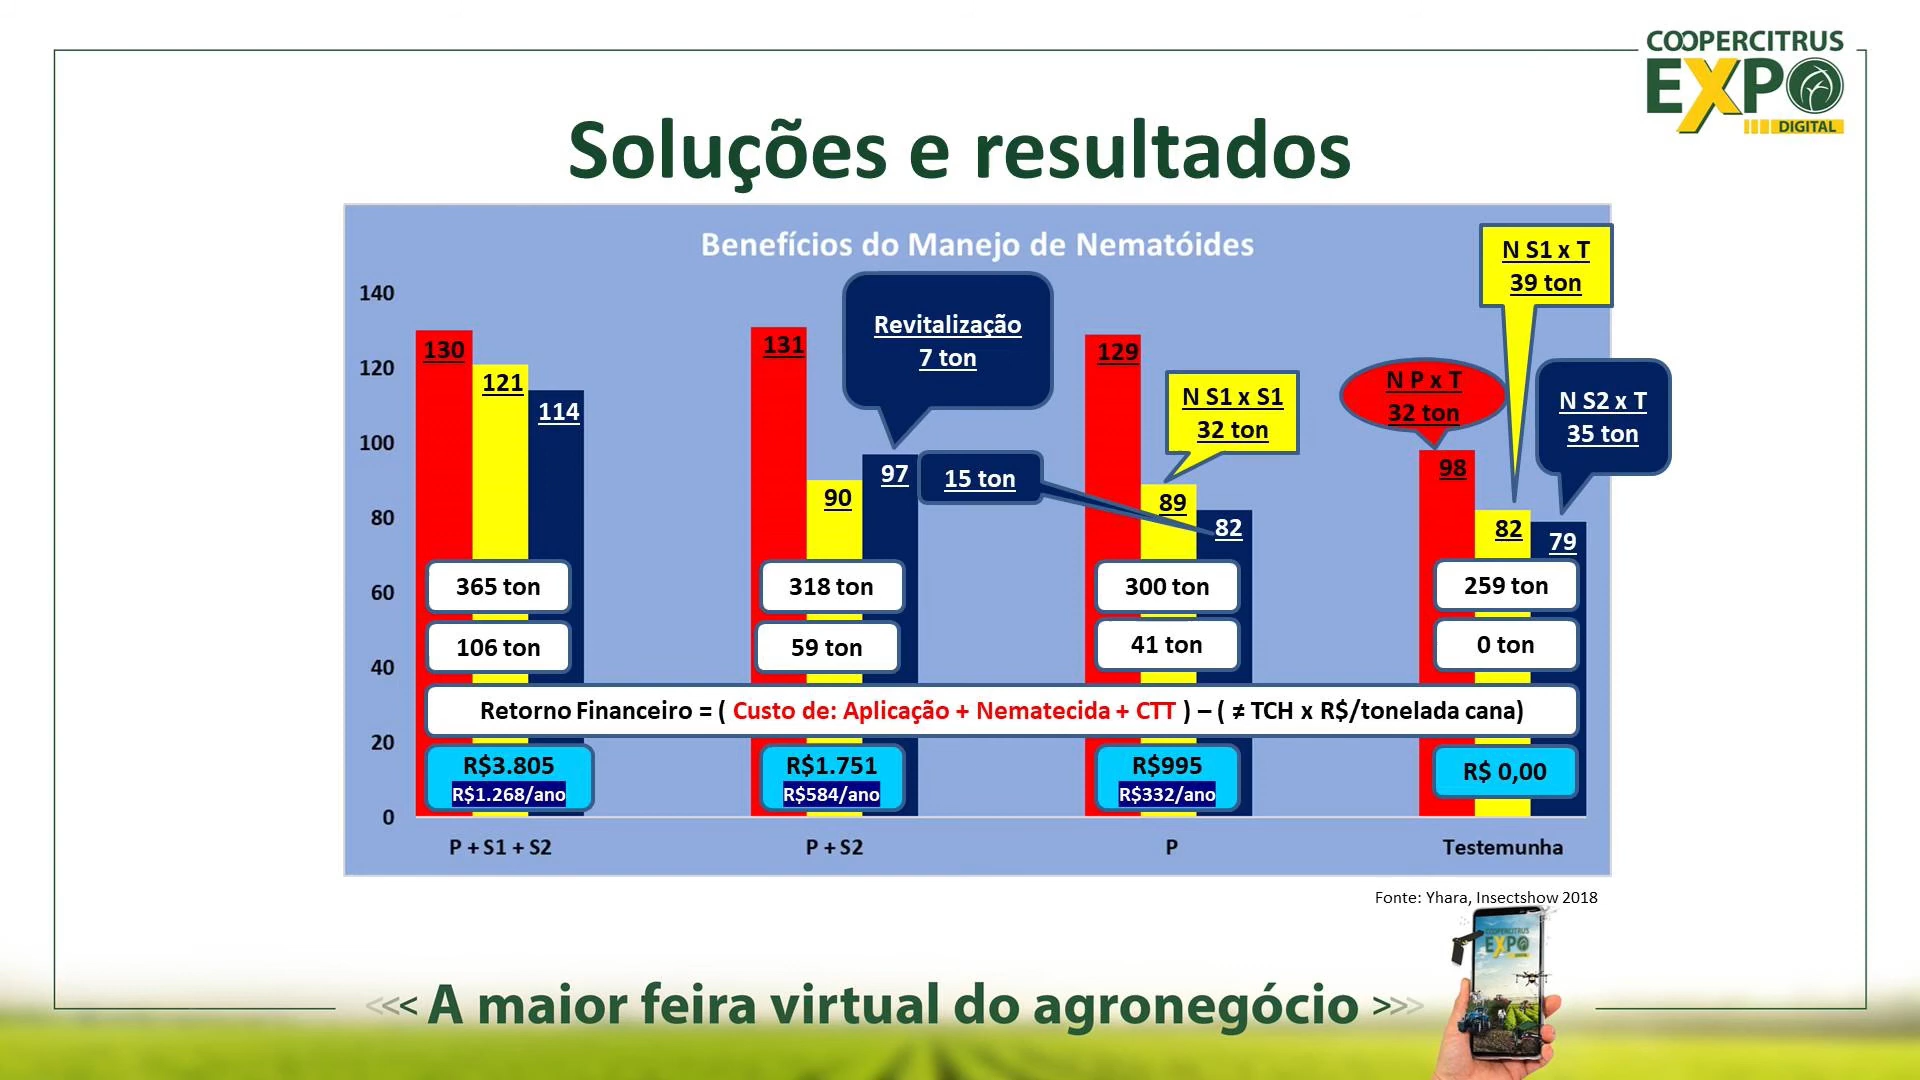 COOPERCITRUS
EXPO
DIGITAL
Soluções e resultados
Benefícios do Manejo de Nematóides
N S1 x T
39 ton
140
120
100
80
60
40
20
0
Revitalização
7 ton
130
121
114
131
90
97
15 ton
129
89
82
N S1 x S1
32 ton
N P x T
32 ton
N S2 x T
35 ton
98
82
79
365 ton
318 ton
300 ton
259 ton
106 ton
59 ton
41 ton
0 ton
Retorno Financeiro = ( Custo de: Aplicação + Nematecida + CTT ) – ( ≠ TCH x R$/tonelada cana)
R$3.805
R$1.268/ano
R$1.751
R$584/ano
R$995
R$332/ano
R$ 0,00
P + S1 + S2
P + S2
P
Testemunha
Fonte: Yhara, Insectshow 2018
COOPERCITRUS
EXPO
<<< A maior feira virtual do agronegócio >>>